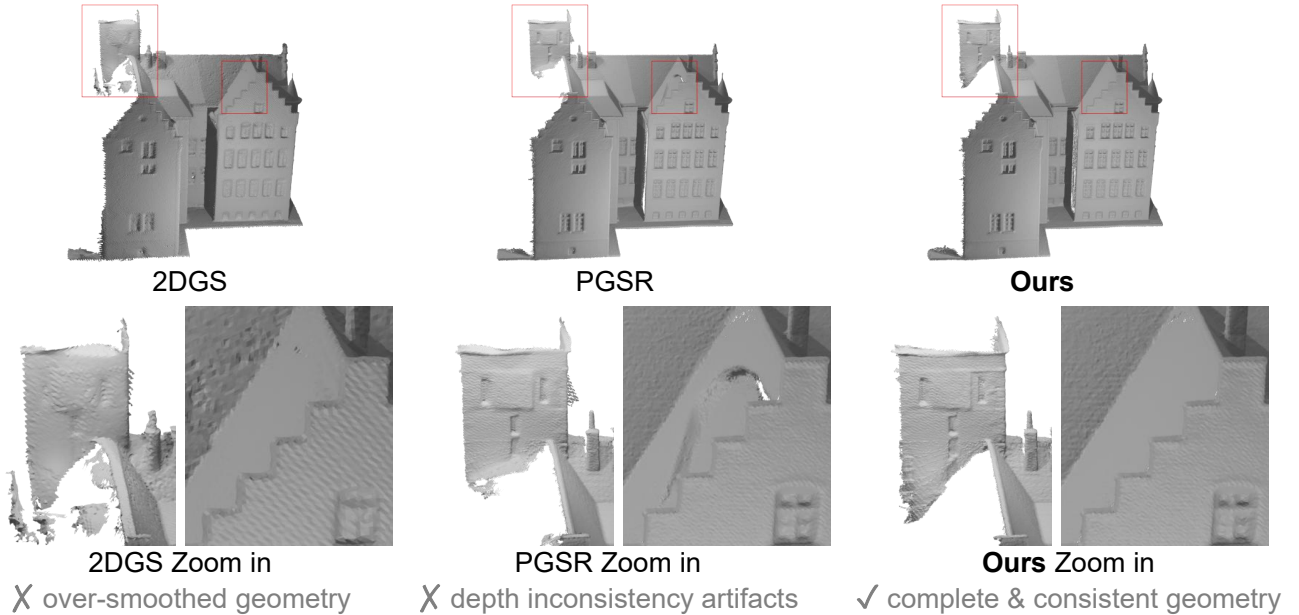 2DGS
PGSR
Ours
2DGS Zoom in
PGSR Zoom in
Ours Zoom in
✗ over-smoothed geometry
✗ depth inconsistency artifacts
✓ complete & consistent geometry